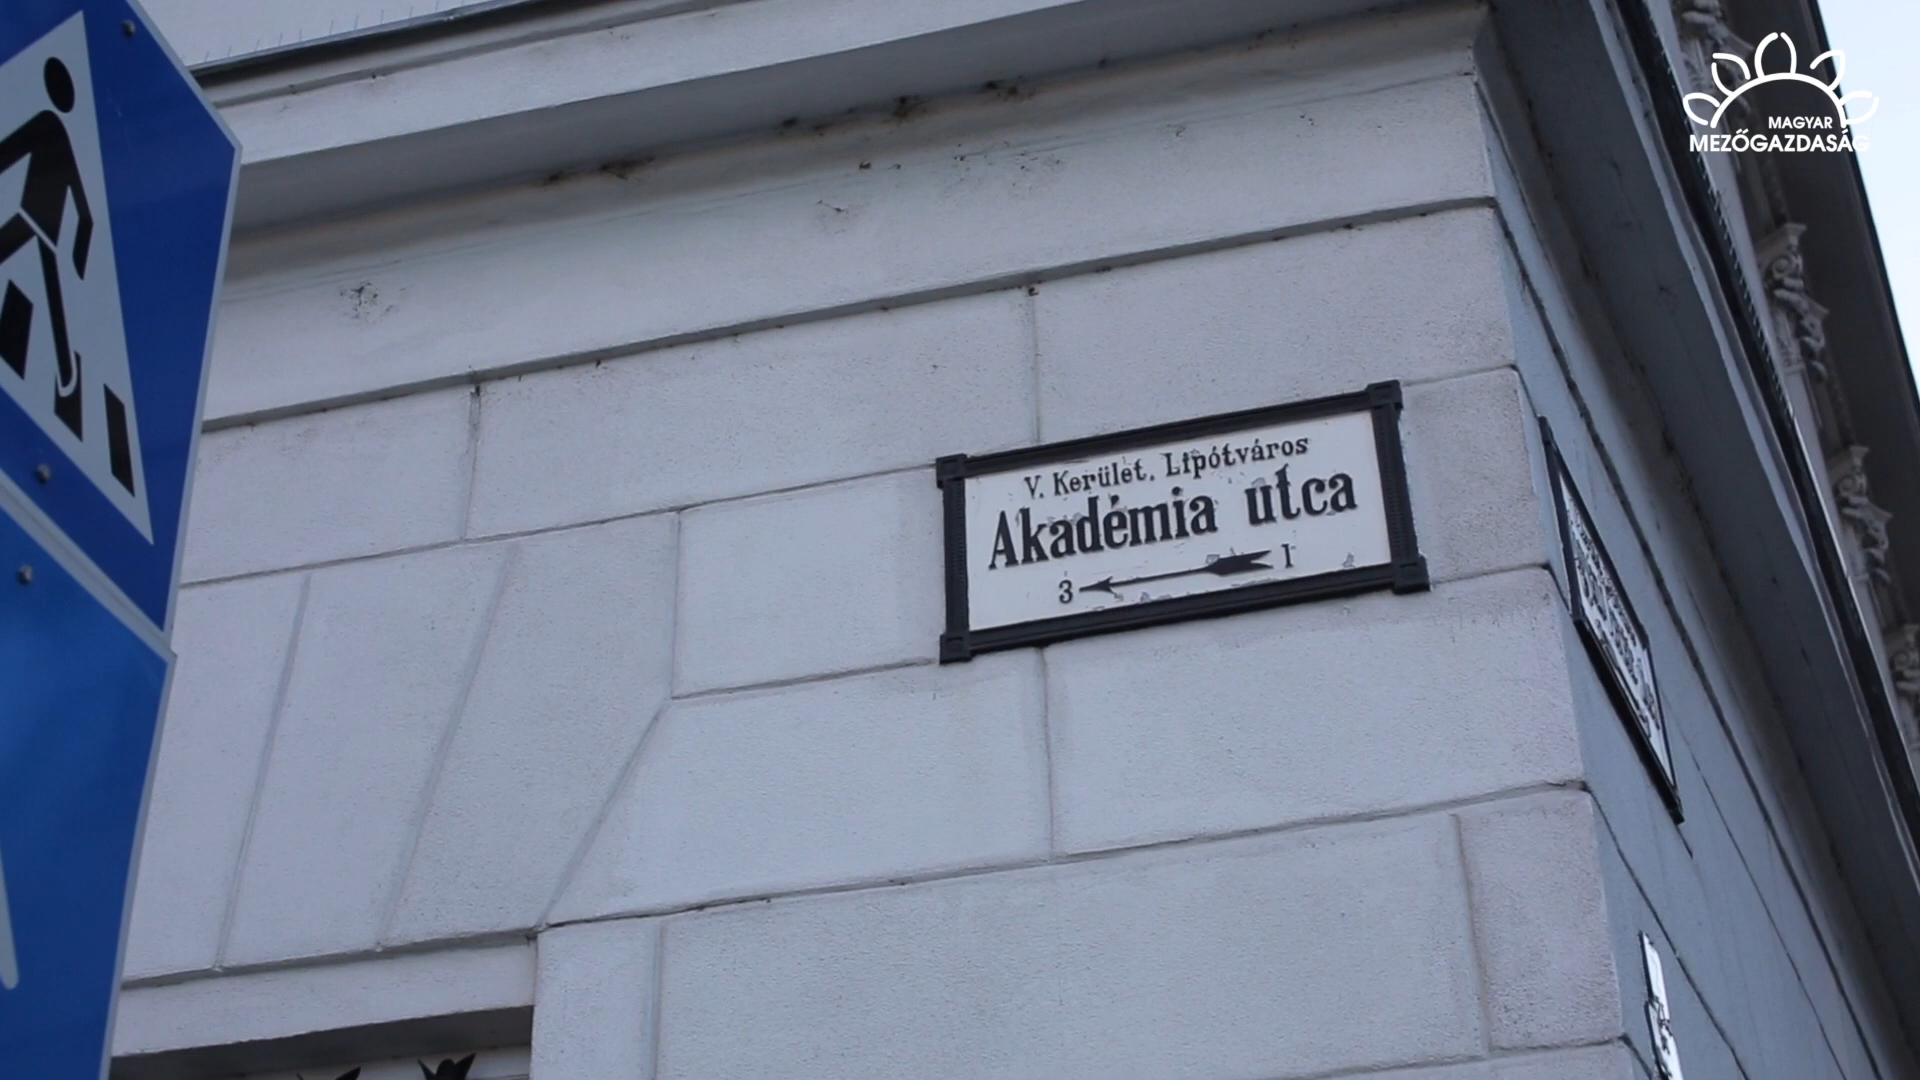 MAGYAR
MEZŐGAZDASÁG
V. Kerület. Lipótváros
Akadémia utca
3 1